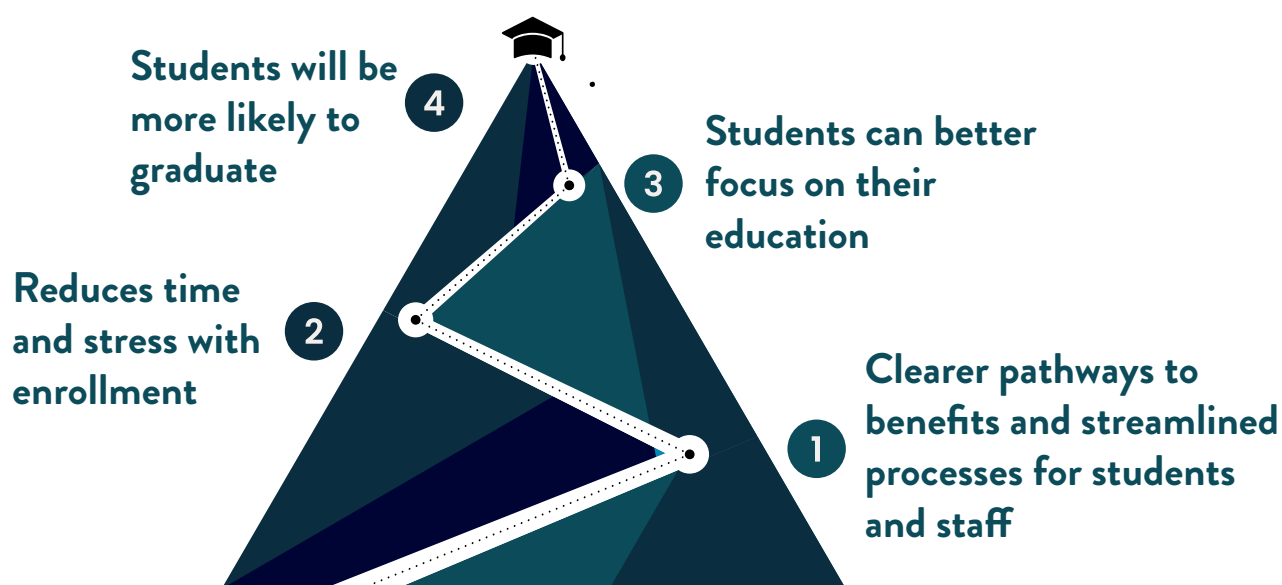 Students will be
more likely to
graduate
4
3
Students can better
focus on their
education
Reduces time
and stress with
enrollment
2
1
Clearer pathways to
benefits and streamlined
processes for students
and staff